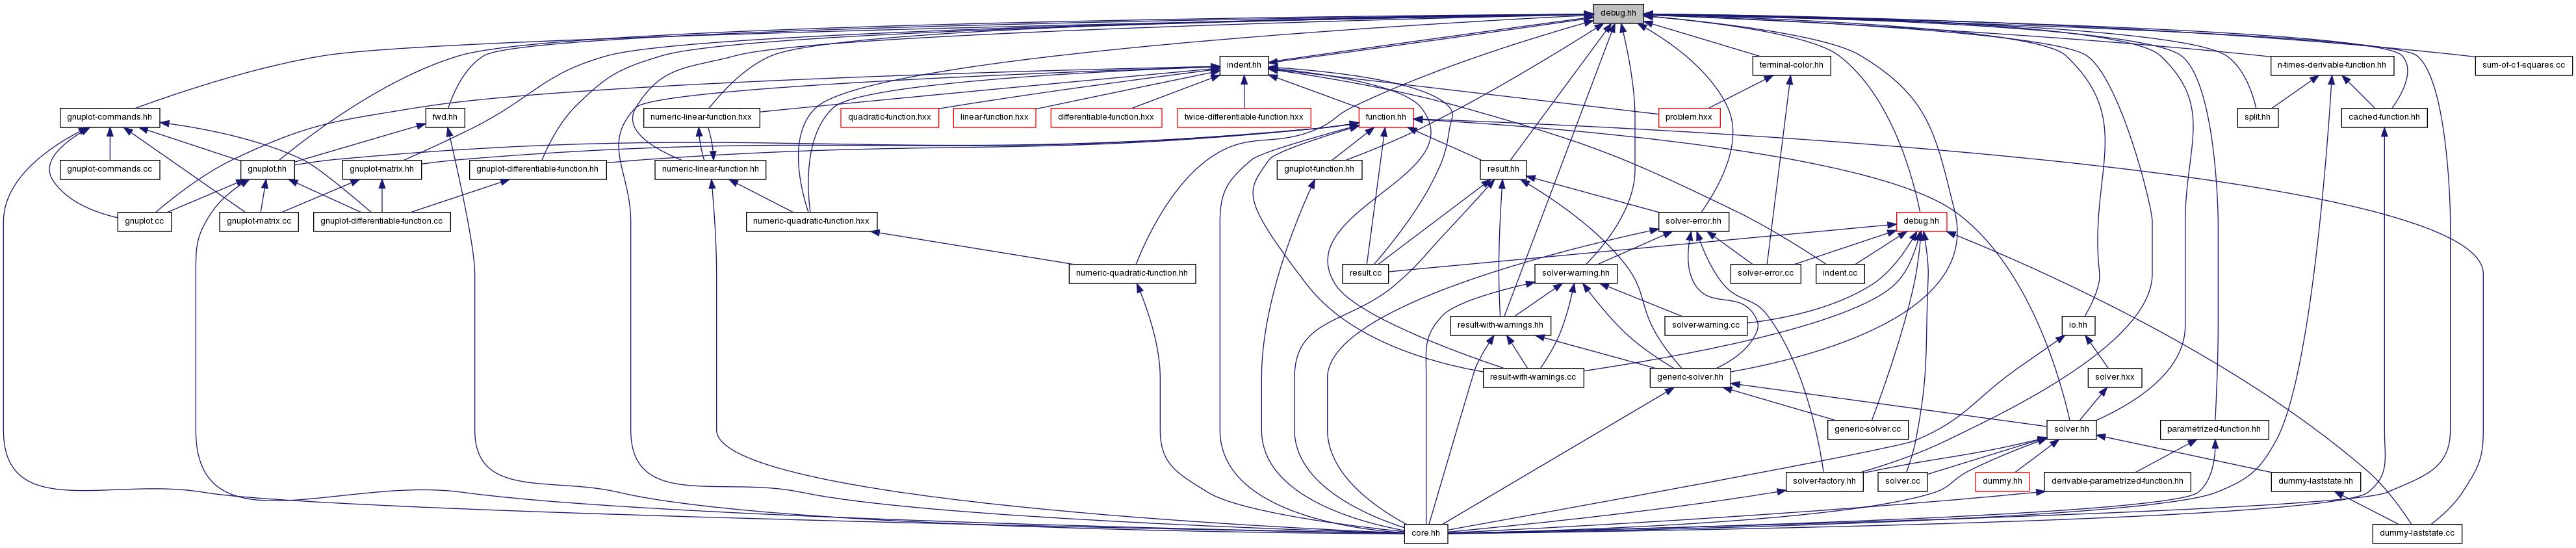 debug.hh
indent.hh
terminal-color.hh
n-times-derivable-function.hh
sum-of-c1-squares.cc
gnuplot-commands.hh
fwd.hh
numeric-linear-function.hxx
quadratic-function.hxx
linear-function.hxx
differentiable-function.hxx
twice-differentiable-function.hxx
function.hh
problem.hxx
split.hh
cached-function.hh
gnuplot-commands.cc
gnuplot.hh
gnuplot-matrix.hh
gnuplot-differentiable-function.hh
numeric-linear-function.hh
gnuplot-function.hh
result.hh
gnuplot.cc
gnuplot-matrix.cc
gnuplot-differentiable-function.cc
numeric-quadratic-function.hxx
solver-error.hh
debug.hh
numeric-quadratic-function.hh
result.cc
solver-warning.hh
solver-error.cc
indent.cc
result-with-warnings.hh
solver-warning.cc
io.hh
result-with-warnings.cc
generic-solver.hh
solver.hxx
generic-solver.cc
solver.hh
parametrized-function.hh
solver-factory.hh
solver.cc
dummy.hh
derivable-parametrized-function.hh
dummy-laststate.hh
core.hh
dummy-laststate.cc